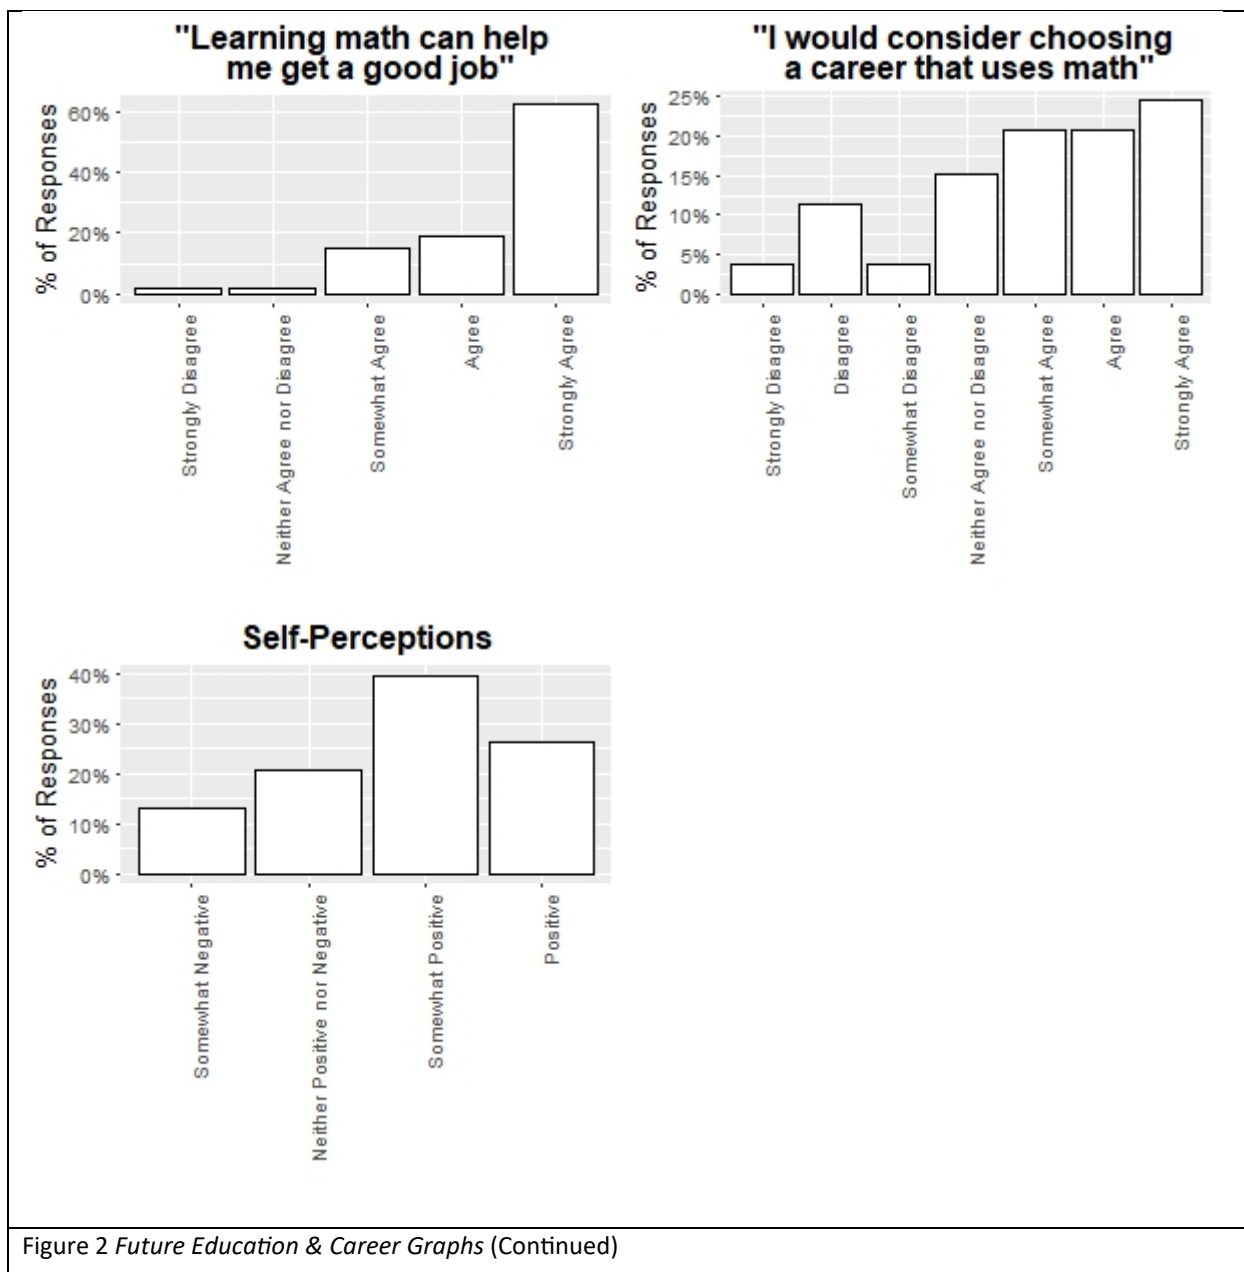 "Learning math can help
me get a good job"
% of Responses
60%
40%
20%
0%
Strongly Disagree
Neither Agree nor Disagree
Somewhat Agree
Agree
Strongly Agree
"I would consider choosing
a career that uses math"
% of Responses
25%
20%
15%
10%
5%
0%
Strongly Disagree
Disagree
Somewhat Disagree
Neither Agree nor Disagree
Somewhat Agree
Agree
Strongly Agree
Self-Perceptions
% of Responses
40%
30%
20%
10%
0%
Somewhat Negative
Neither Positive nor Negative
Somewhat Positive
Positive
Figure 2 Future Education & Career Graphs (Continued)